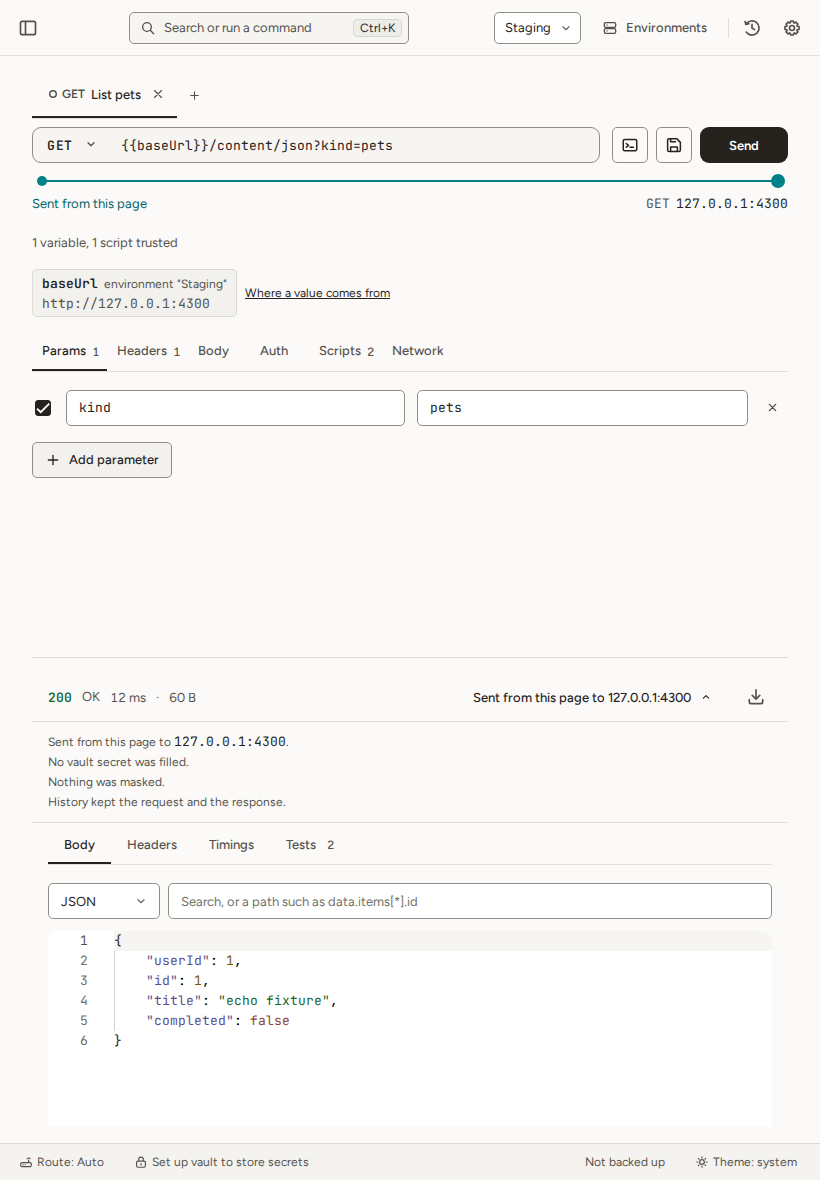 Search or run a command Ctrl+K Staging Environments
GET List pets
GET {{baseUrl}}/content/json?kind=pets Send
Sent from this page GET 127.0.0.1:4300
1 variable, 1 script trusted
baseUrl environment "Staging"
http://127.0.0.1:4300
Where a value comes from
Params 1 Headers 1 Body Auth Scripts 2 Network
kind pets
Add parameter
200 OK 12 ms · 60 B Sent from this page to 127.0.0.1:4300
Sent from this page to 127.0.0.1:4300.
No vault secret was filled.
Nothing was masked.
History kept the request and the response.
Body Headers Timings Tests 2
JSON Search, or a path such as data.items[*].id
1 {
2 "userId": 1,
3 "id": 1,
4 "title": "echo fixture",
5 "completed": false
6 }
Route: Auto Set up vault to store secrets Not backed up Theme: system